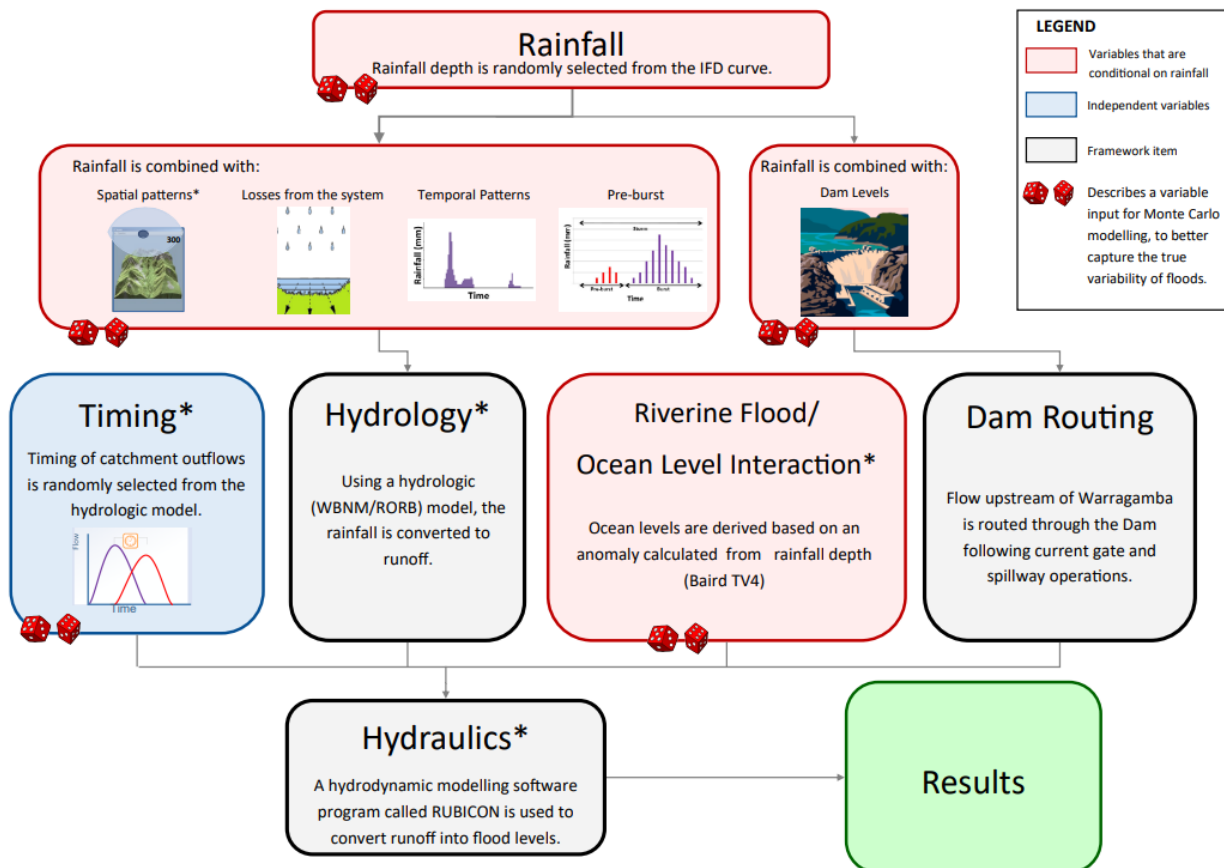 Rainfall
Rainfall depth is randomly selected from the IFD curve.
LEGEND
Variables that are
conditional on rainfall
Independent variables
Framework item
Describes a variable
input for Monte Carlo
modelling, to better
capture the true
variability of floods.
Rainfall is combined with:
Spatial patterns*
Losses from the system
Temporal Patterns
Pre-burst
300
Rainfall (mm)
Time
Rainfall (mm)
Pre-burst
Burst
Time
Rainfall is combined with:
Dam Levels
Timing*
Timing of catchment outflows
is randomly selected from the
hydrologic model.
Flow
Time
Hydrology*
Using a hydrologic
(WBNM/RORB) model, the
rainfall is converted to
runoff.
Riverine Flood/
Ocean Level Interaction*
Ocean levels are derived based on an
anomaly calculated from rainfall depth
(Baird TV4)
Dam Routing
Flow upstream of Warragamba
is routed through the Dam
following current gate and
spillway operations.
Hydraulics*
A hydrodynamic modelling software
program called RUBICON is used to
convert runoff into flood levels.
Results